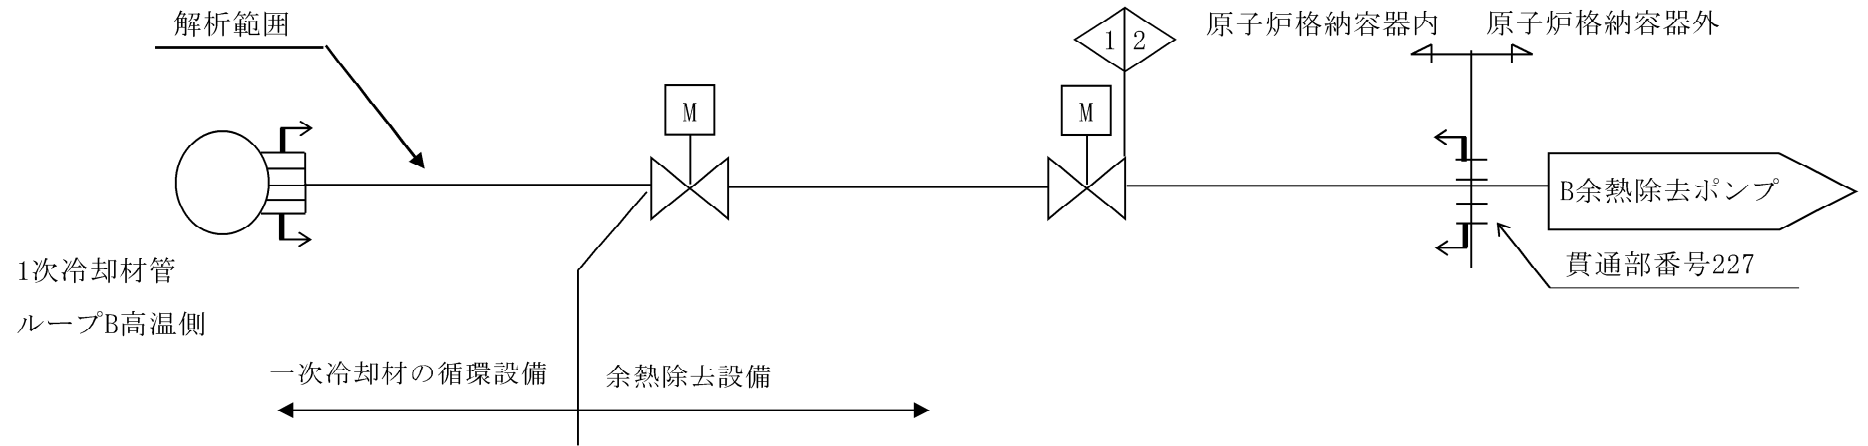 解析範囲
1 2
原子炉格納容器内
原子炉格納容器外
M
M
B余熱除去ポンプ
貫通部番号227
1次冷却材管
ループB高温側
一次冷却材の循環設備
余熱除去設備